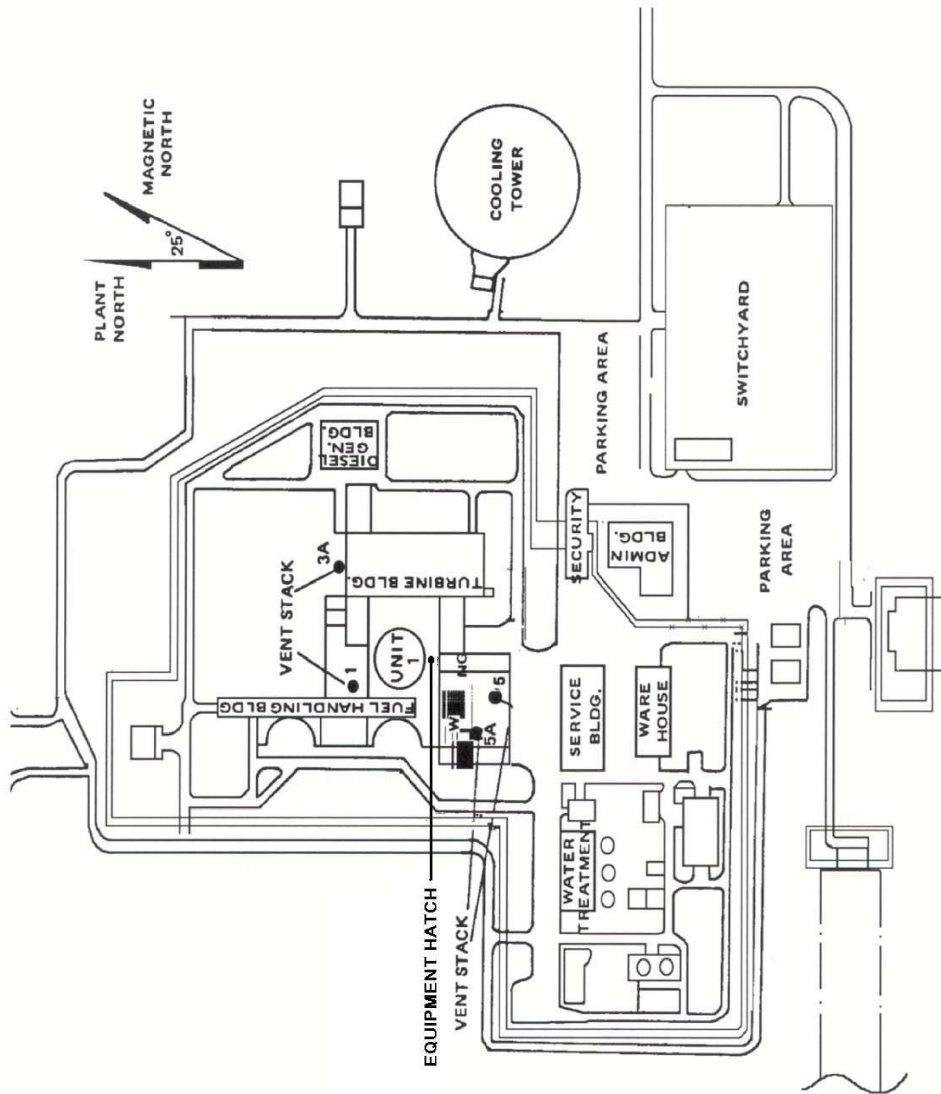 PLANT
NORTH
MAGNETIC
NORTH
25°
COOLING
TOWER
SWITCHYARD
PARKING AREA
PARKING
AREA
DIESEL
GEN.
BLDG.
VENT STACK
3A
1
TURBINE BLDG.
UNIT
1
FUEL HANDLING BLDG
SECURITY
ADMIN
BLDG.
W
NG
5
5A
SERVICE
BLDG.
WARE
HOUSE
WATER
TREATMENT
EQUIPMENT HATCH
VENT STACK